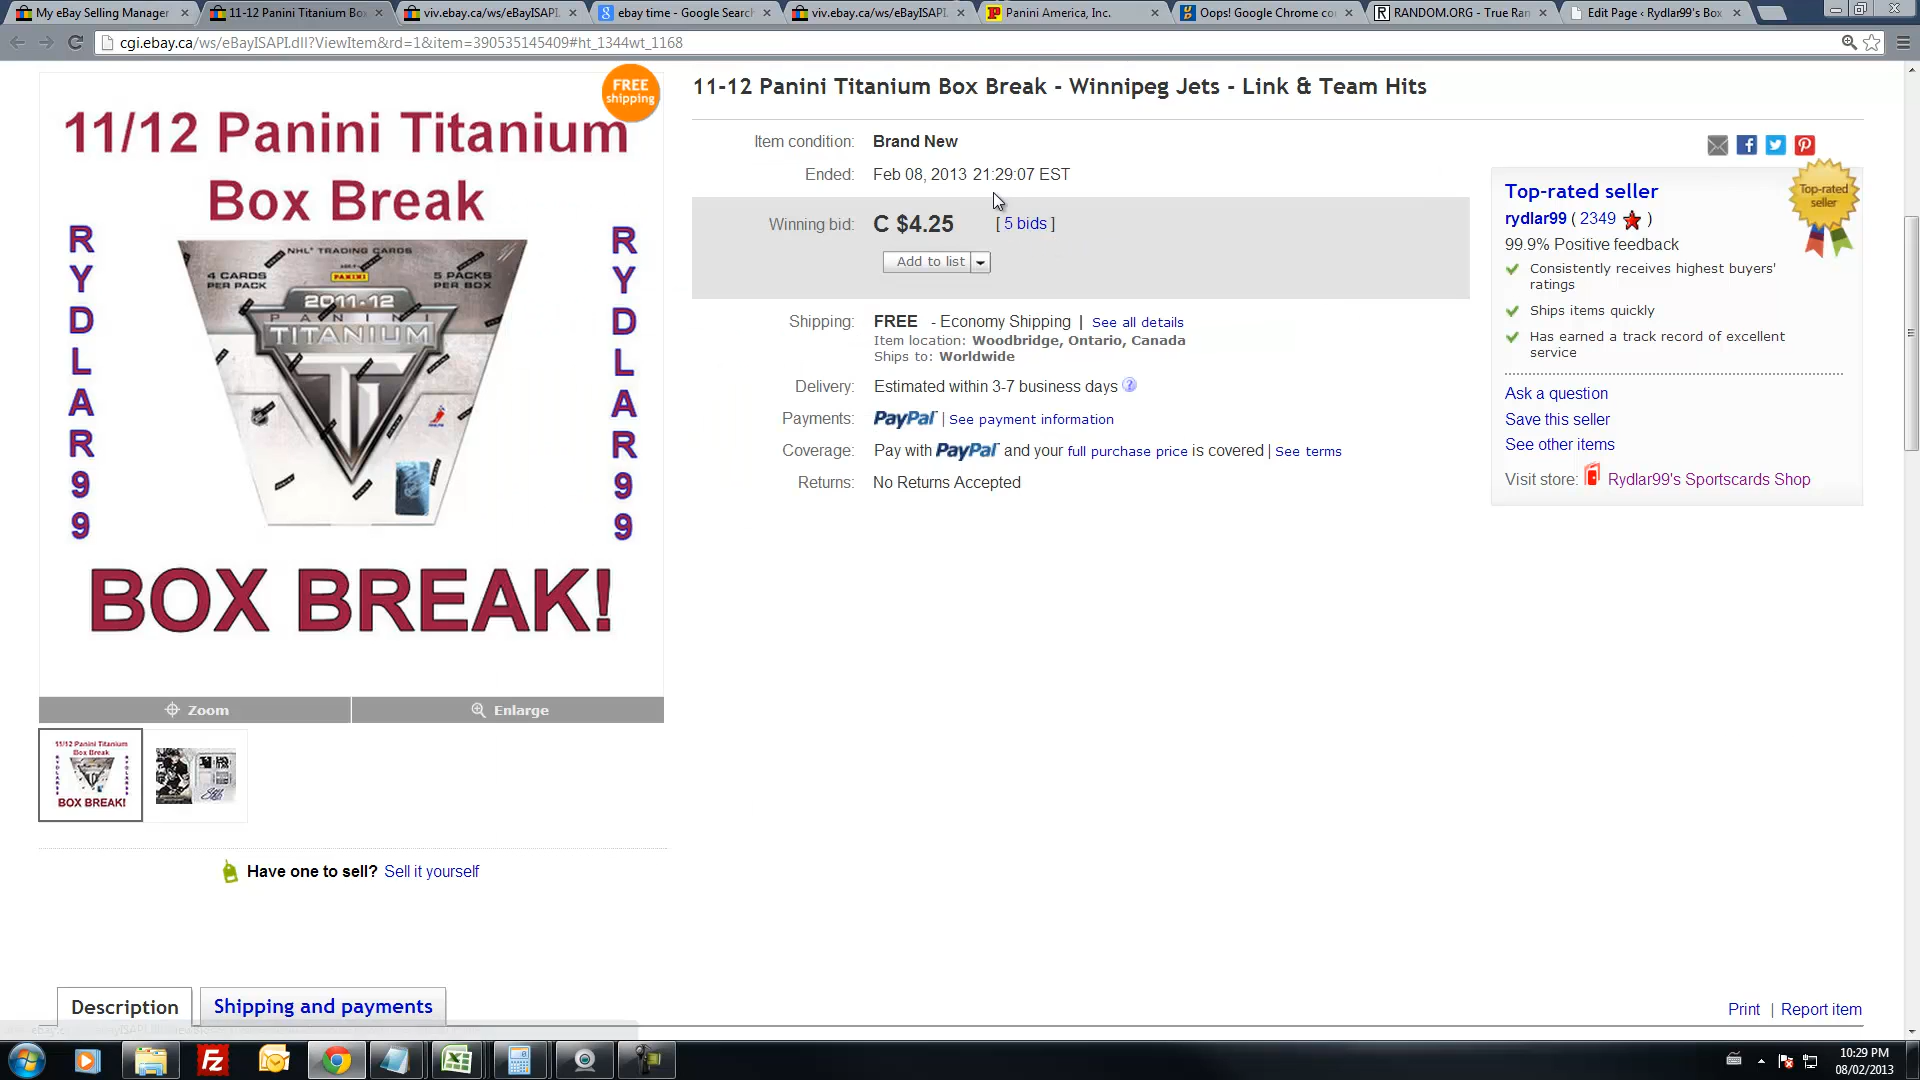 My eBay Selling Manager
11-12 Panini Titanium Bo
viv.ebay.ca/ws/eBayISAPI.
ebay time - Google Search
viv.ebay.ca/ws/eBayISAPI.
Panini America, Inc.
Oops! Google Chrome co
RANDOM.ORG - True Ran
Edit Page ‹ Rydlar99's Box
cgi.ebay.ca/ws/eBayISAPI.dll?ViewItem&rd=1&item=390535145409#ht_1344wt_1168
FREE
shipping
11/12 Panini Titanium
Box Break
RYDLAR99
NHL® TRADING CARDS
4 CARDS
PER PACK
PANINI
5 PACKS
PER BOX
2011-12
PANINI
TITANIUM
Ti
RYDLAR99
BOX BREAK!
Zoom
Enlarge
11/12 Panini Titanium
Box Break
BOX BREAK!
Have one to sell? Sell it yourself
11-12 Panini Titanium Box Break - Winnipeg Jets - Link & Team Hits
Item condition: Brand New
Ended: Feb 08, 2013 21:29:07 EST
Winning bid: C $4.25 [ 5 bids ]
Add to list
Shipping: FREE - Economy Shipping | See all details
Item location: Woodbridge, Ontario, Canada
Ships to: Worldwide
Delivery: Estimated within 3-7 business days ?
Payments: PayPal | See payment information
Coverage: Pay with PayPal and your full purchase price is covered | See terms
Returns: No Returns Accepted
Top-rated seller
Top-rated
seller
rydlar99 ( 2349 )
99.9% Positive feedback
Consistently receives highest buyers'
ratings
Ships items quickly
Has earned a track record of excellent
service
Ask a question
Save this seller
See other items
Visit store: Rydlar99's Sportscards Shop
Description
Shipping and payments
Print | Report item
10:29 PM
08/02/2013